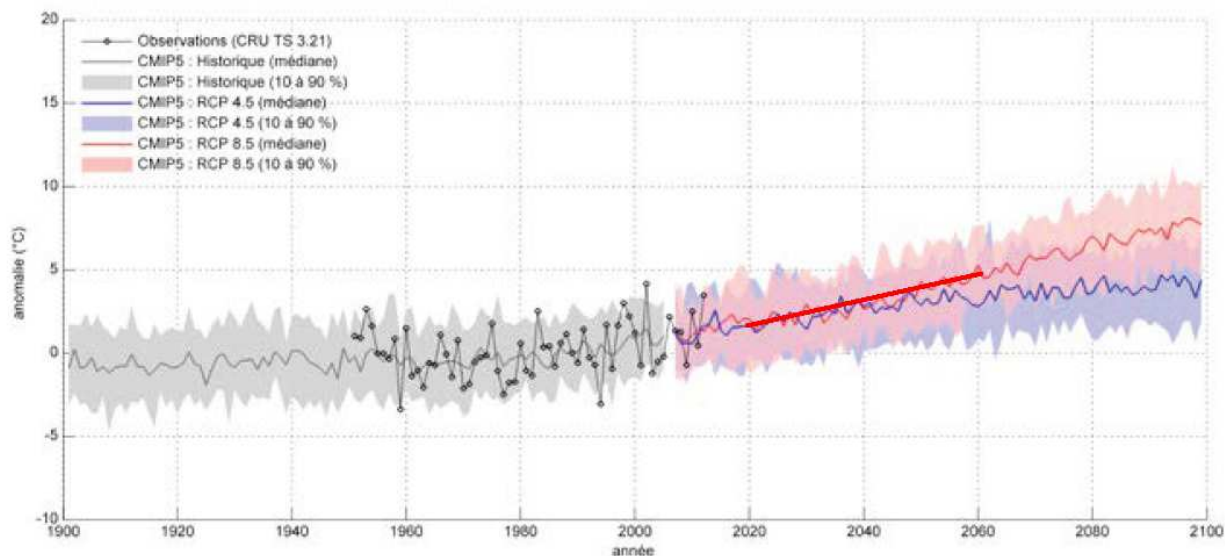 20
15
10
5
0
-5
-10
anomalie (°C)
Observations (CRU TS 3.21)
CMIP5 : Historique (médiane)
CMIP5 : Historique (10 à 90 %)
CMIP5 : RCP 4.5 (médiane)
CMIP5 : RCP 4.5 (10 à 90 %)
CMIP5 : RCP 8.5 (médiane)
CMIP5 : RCP 8.5 (10 à 90 %)
1900 1920 1940 1960 1980 2000 2020 2040 2060 2080 2100
année